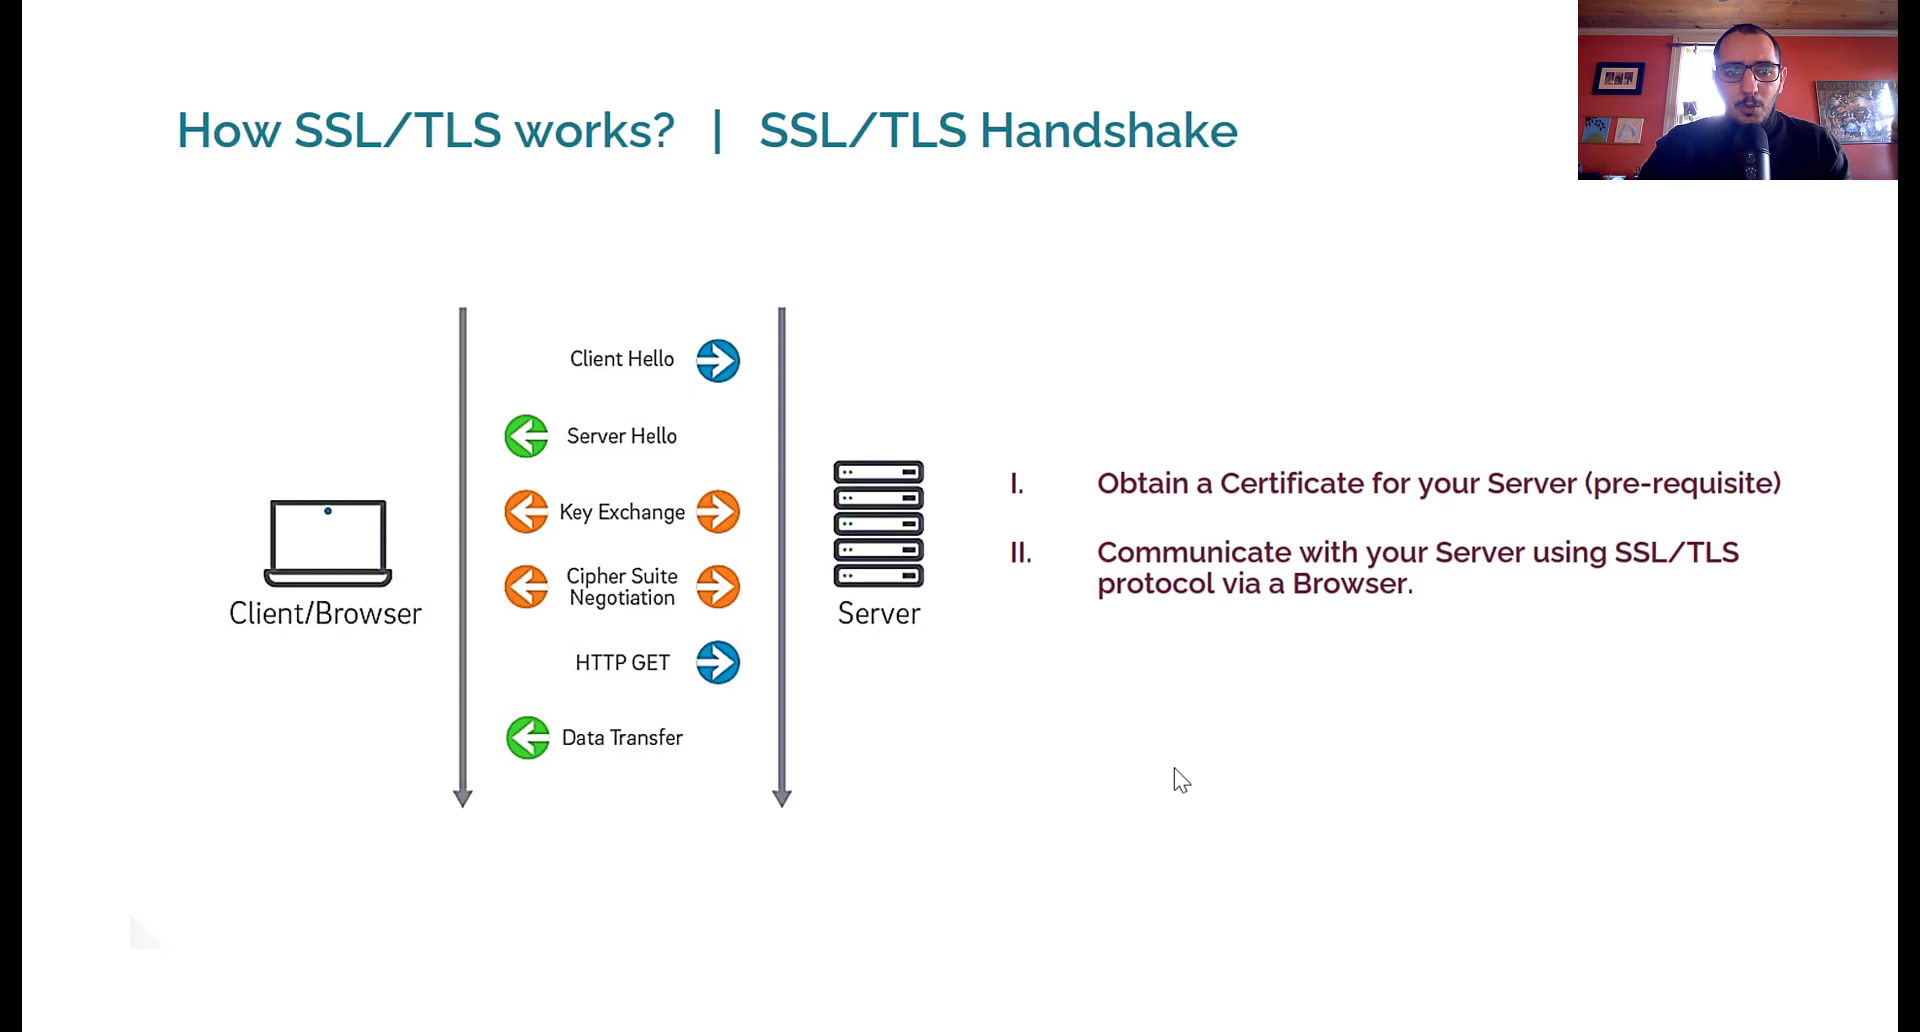 How SSL/TLS works? | SSL/TLS Handshake
Client Hello
Server Hello
Key Exchange
Cipher Suite
Negotiation
HTTP GET
Data Transfer
Client/Browser
Server
I. Obtain a Certificate for your Server (pre-requisite)
II. Communicate with your Server using SSL/TLS
protocol via a Browser.